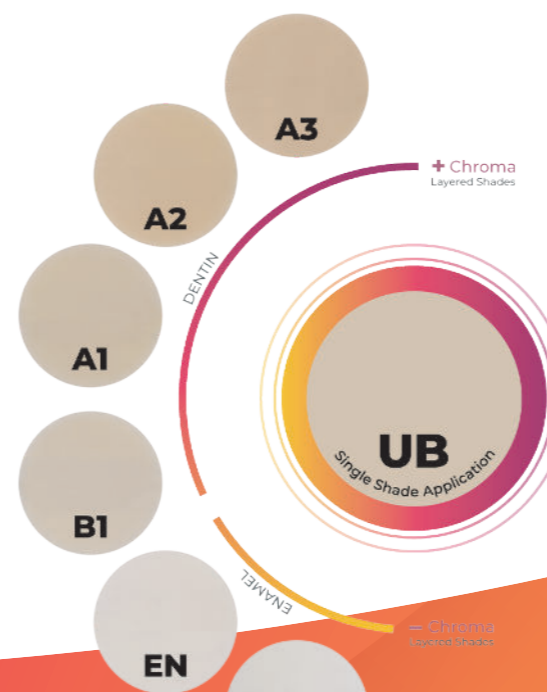 A3
+ Chroma
Layered Shades
A2
DENTIN
A1
UB
Single Shade Application
B1
ENAMEL
− Chroma
Layered Shades
EN